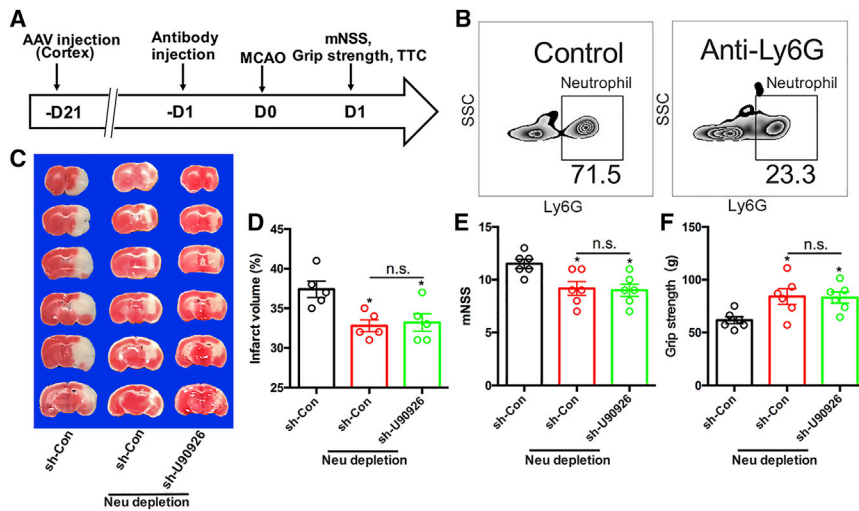 A
AAV injection
(Cortex)
Antibody
injection
MCAO
mNSS,
Grip strength, TTC
-D21
-D1
D0
D1
B
Control
Neutrophil
71.5
SSC
Ly6G
Anti-Ly6G
Neutrophil
23.3
SSC
Ly6G
C
sh-Con
sh-Con
sh-U90926
Neu depletion
D
Infarct volume (%)
45
40
35
30
25
n.s.
*
*
sh-Con
sh-Con
sh-U90926
Neu depletion
E
mNSS
15
10
5
0
n.s.
*
*
sh-Con
sh-Con
sh-U90926
Neu depletion
F
Grip strength (g)
150
100
50
0
n.s.
*
*
sh-Con
sh-Con
sh-U90926
Neu depletion